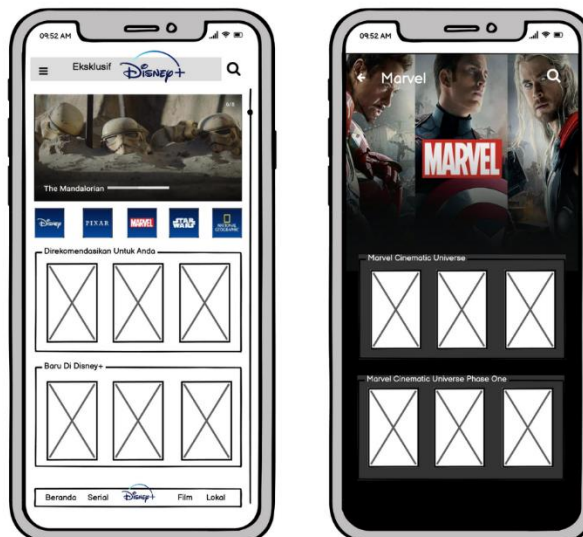 09:52 AM
Eksklusif Disney+
6/8
The Mandalorian
Disney PIXAR MARVEL STAR WARS NATIONAL GEOGRAPHIC
Direkomendasikan Untuk Anda
Baru Di Disney+
Beranda Serial Disney+ Film Lokal
09:52 AM
Marvel
MARVEL
Marvel Cinematic Universe
Marvel Cinematic Universe Phase One